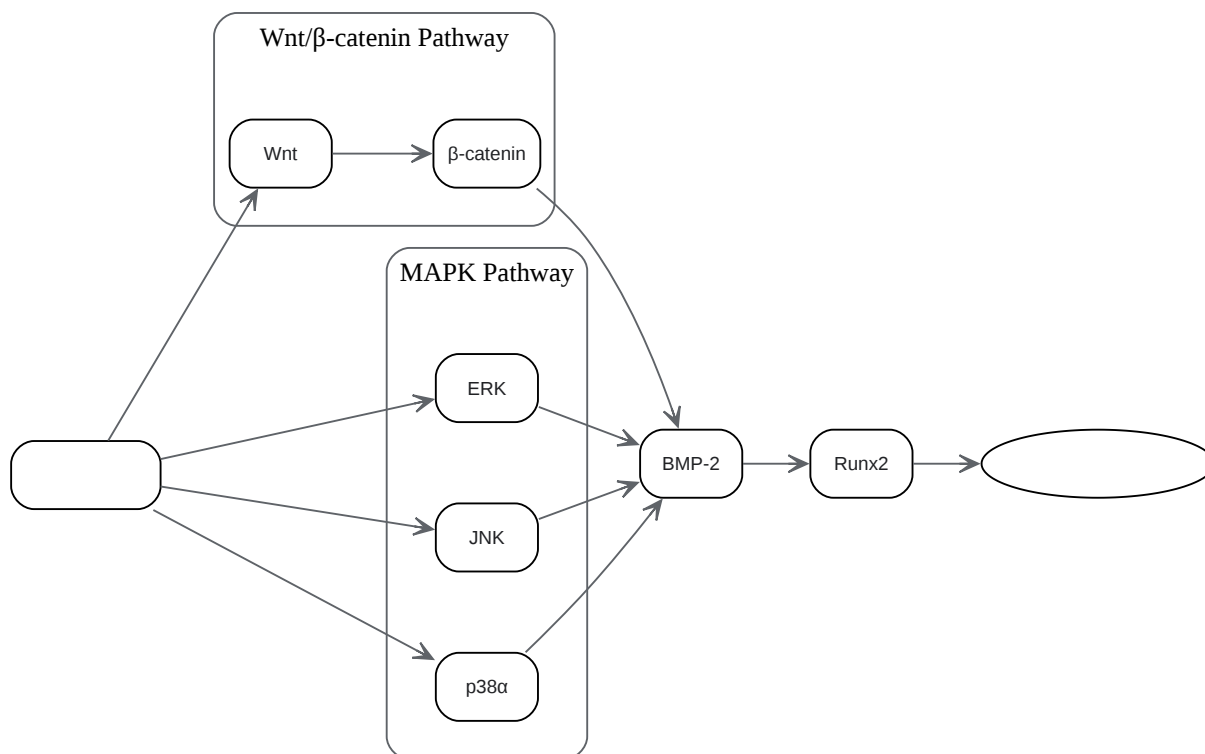 Wnt/β-catenin Pathway
Wnt
β-catenin
MAPK Pathway
ERK
BMP-2
Runx2
JNK
p38α